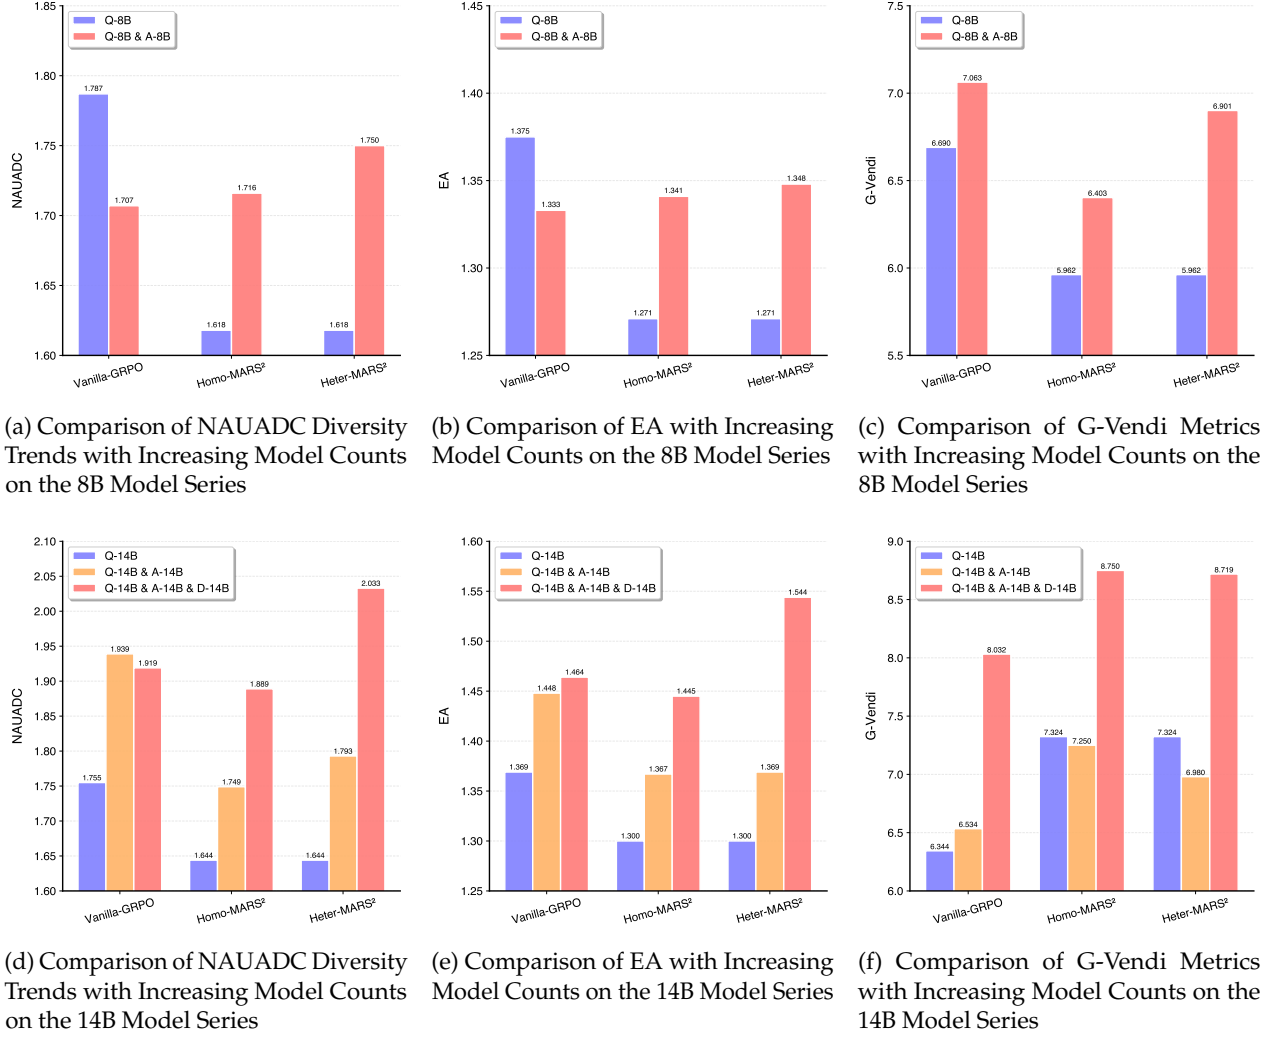 1.85
1.80
1.75
1.70
1.65
1.60
NAUADC
Q-8B
Q-8B & A-8B
1.787
1.707
1.618
1.716
1.618
1.750
Vanilla-GRPO
Homo-MARS²
Heter-MARS²
(a) Comparison of NAUADC Diversity
Trends with Increasing Model Counts
on the 8B Model Series
1.45
1.40
1.35
1.30
1.25
EA
Q-8B
Q-8B & A-8B
1.375
1.333
1.271
1.341
1.271
1.348
Vanilla-GRPO
Homo-MARS²
Heter-MARS²
(b) Comparison of EA with Increasing
Model Counts on the 8B Model Series
7.5
7.0
6.5
6.0
5.5
G-Vendi
Q-8B
Q-8B & A-8B
6.690
7.063
5.962
6.403
5.962
6.901
Vanilla-GRPO
Homo-MARS²
Heter-MARS²
(c) Comparison of G-Vendi Metrics
with Increasing Model Counts on the
8B Model Series
2.10
2.05
2.00
1.95
1.90
1.85
1.80
1.75
1.70
1.65
1.60
NAUADC
Q-14B
Q-14B & A-14B
Q-14B & A-14B & D-14B
1.755
1.939
1.919
1.644
1.749
1.889
1.644
1.793
2.033
Vanilla-GRPO
Homo-MARS²
Heter-MARS²
(d) Comparison of NAUADC Diversity
Trends with Increasing Model Counts
on the 14B Model Series
1.60
1.55
1.50
1.45
1.40
1.35
1.30
1.25
EA
Q-14B
Q-14B & A-14B
Q-14B & A-14B & D-14B
1.369
1.448
1.464
1.300
1.367
1.445
1.300
1.369
1.544
Vanilla-GRPO
Homo-MARS²
Heter-MARS²
(e) Comparison of EA with Increasing
Model Counts on the 14B Model Series
9.0
8.5
8.0
7.5
7.0
6.5
6.0
G-Vendi
Q-14B
Q-14B & A-14B
Q-14B & A-14B & D-14B
6.344
6.534
8.032
7.324
7.250
8.750
7.324
6.980
8.719
Vanilla-GRPO
Homo-MARS²
Heter-MARS²
(f) Comparison of G-Vendi Metrics
with Increasing Model Counts on the
14B Model Series